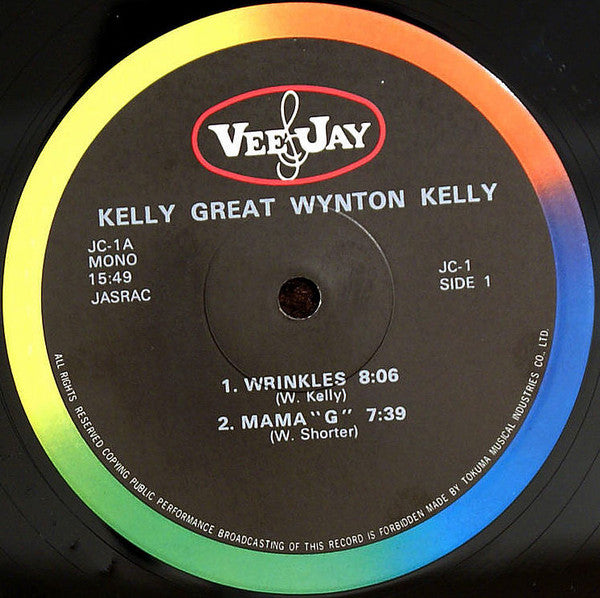 VEE JAY
KELLY GREAT WYNTON KELLY
JC-1A
MONO
15:49
JASRAC
JC-1
SIDE 1
1. WRINKLES 8:06
(W. Kelly)
2. MAMA "G" 7:39
(W. Shorter)
ALL RIGHTS RESERVED COPYING PUBLIC PERFORMANCE BROADCASTING OF THIS RECORD IS FORBIDDEN MADE BY TOKUMA MUSICAL INDUSTRIES CO., LTD.